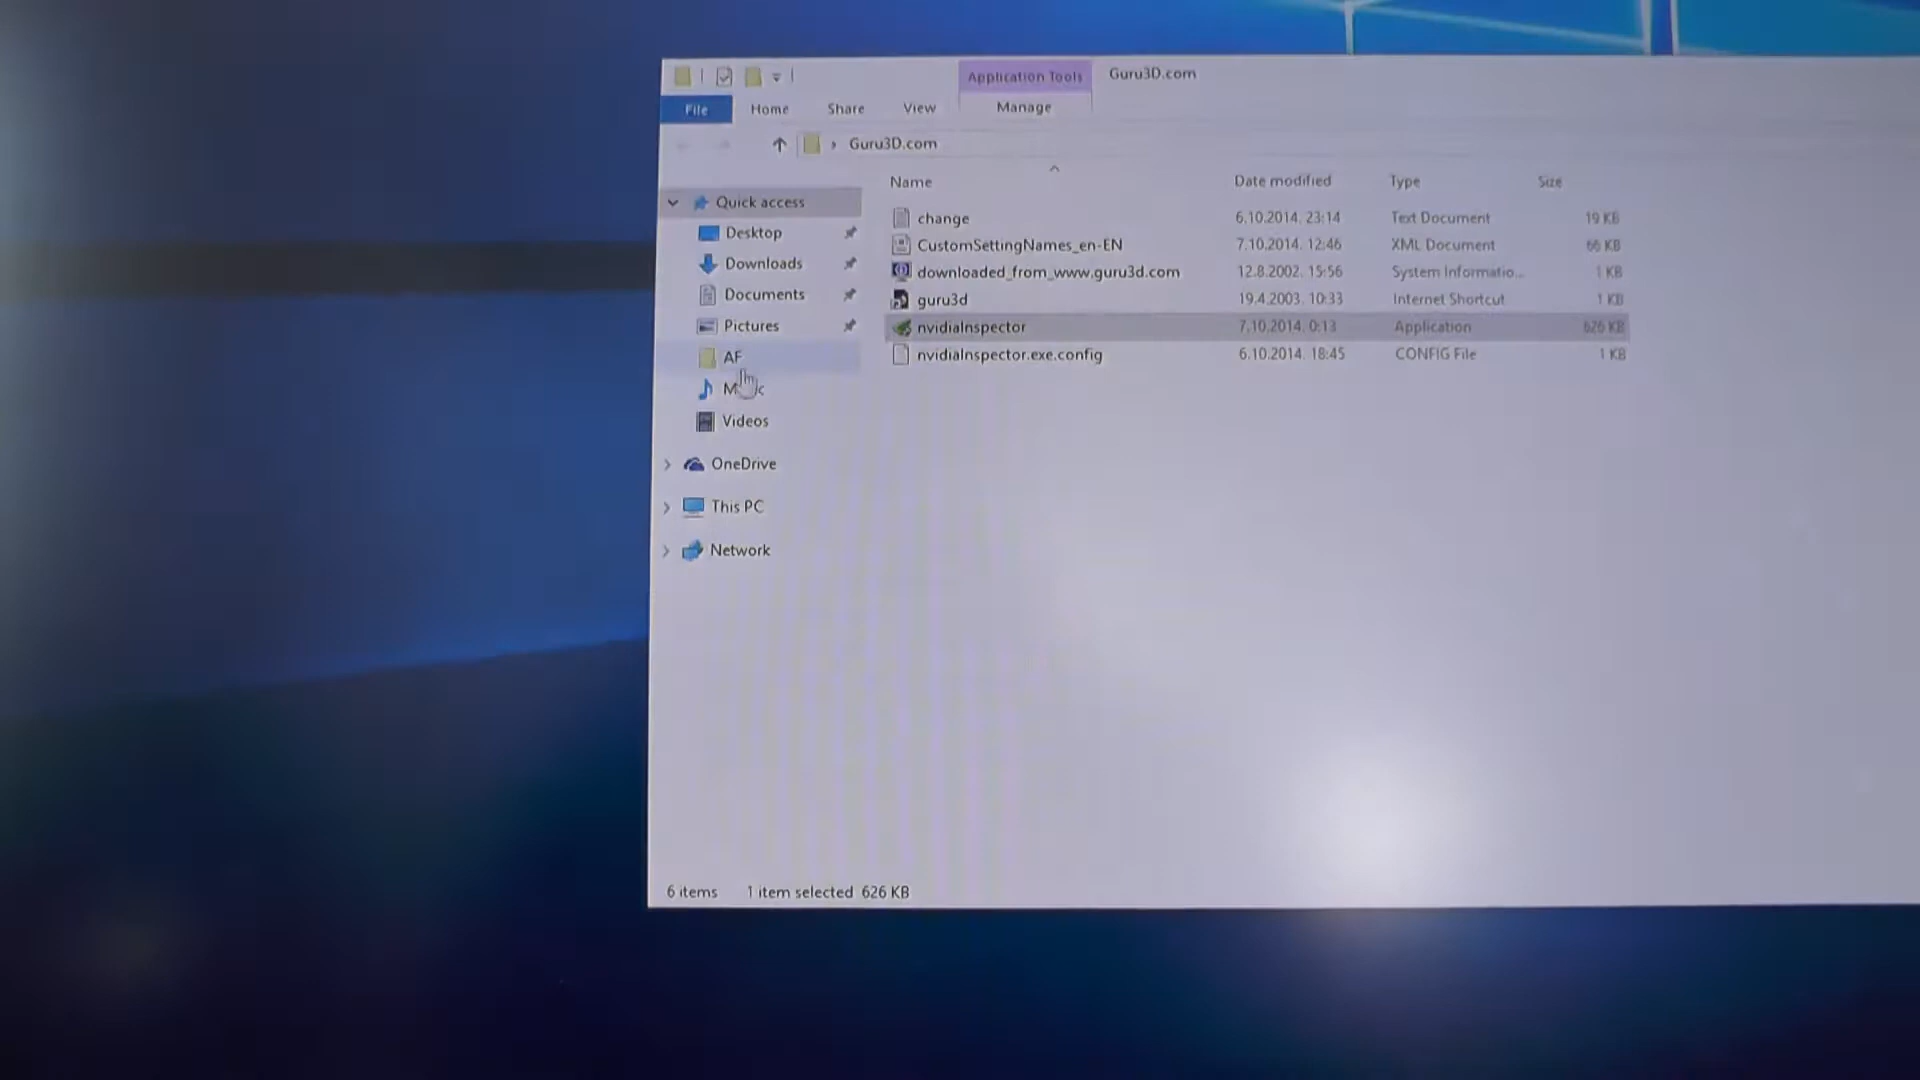 Application Tools Guru3D.com
File Home Share View Manage
Guru3D.com
Name Date modified Type Size
Quick access
Desktop
Downloads
Documents
Pictures
AF
Videos
OneDrive
This PC
Network
change 6.10.2014. 23:14 Text Document 19 KB
CustomSettingNames_en-EN 7.10.2014. 12:46 XML Document 66 KB
downloaded_from_www.guru3d.com 12.8.2002. 15:56 System Informatio... 1 KB
guru3d 19.4.2003. 10:33 Internet Shortcut 1 KB
nvidiaInspector 7.10.2014. 0:13 Application 626 KB
nvidiaInspector.exe.config 6.10.2014. 18:45 CONFIG File 1 KB
6 items 1 item selected 626 KB